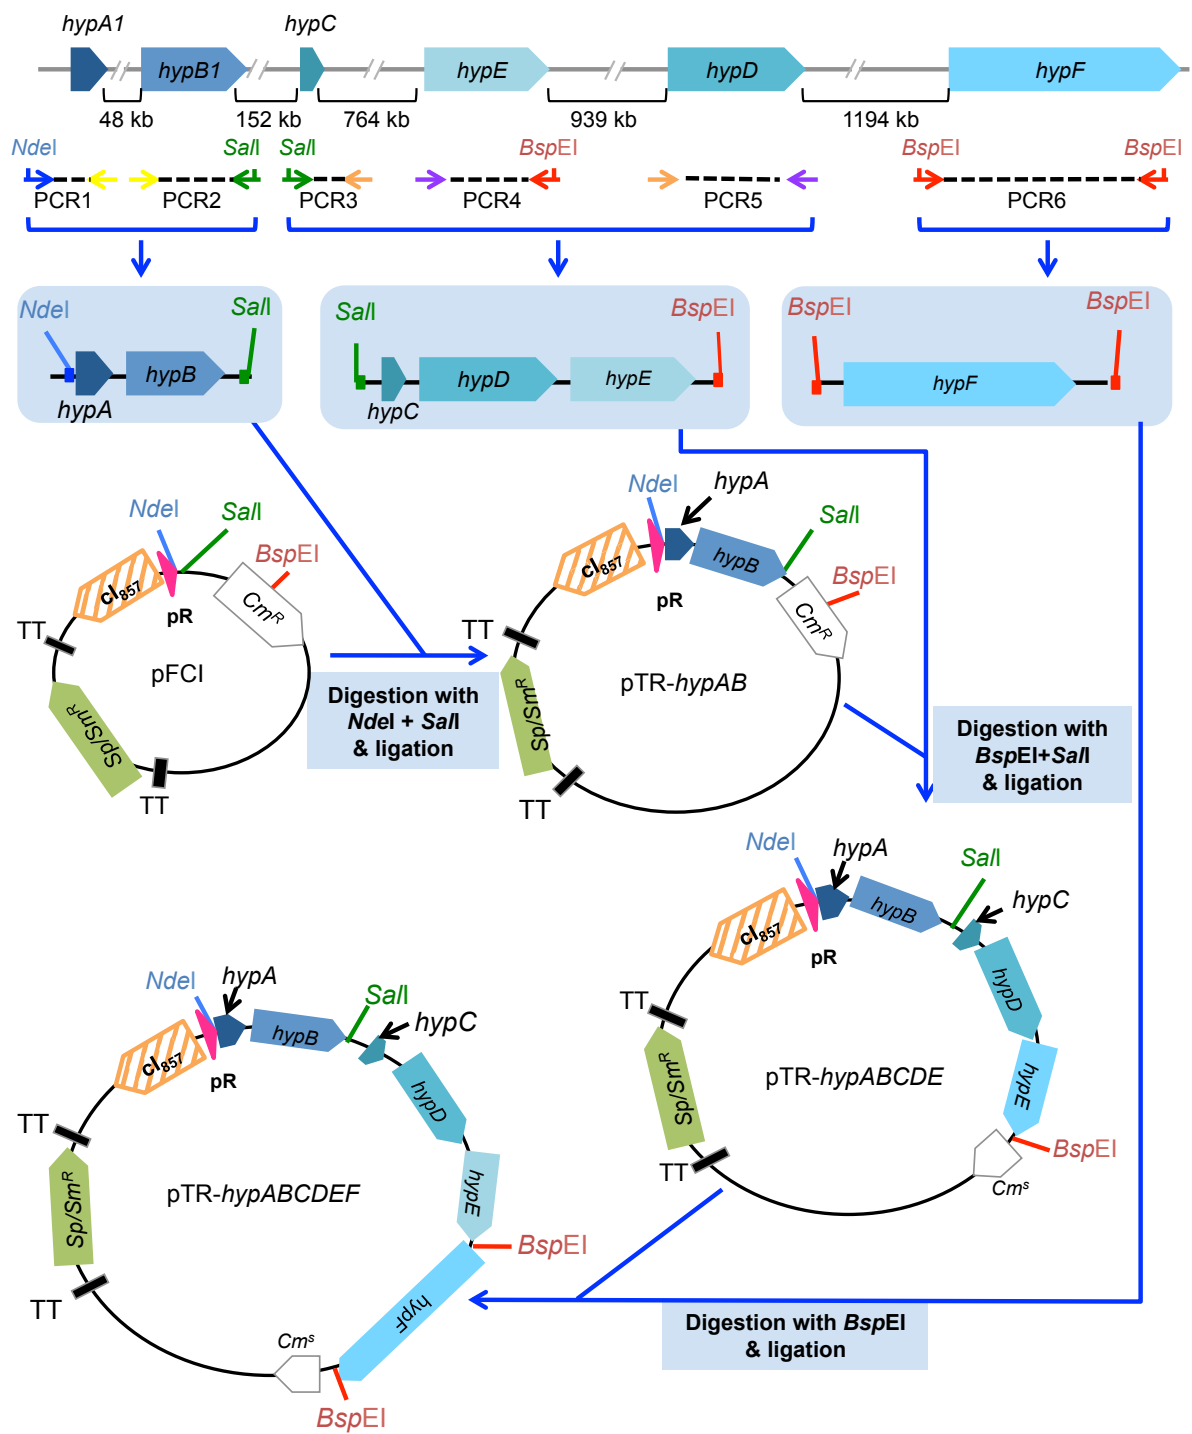 hypA1
hypC
hypB1
hypE
hypD
hypF
48 kb
152 kb
764 kb
939 kb
1194 kb
NdeI
SalI
SalI
BspEI
BspEI
BspEI
PCR1
PCR2
PCR3
PCR4
PCR5
PCR6
NdeI
SalI
hypB
hypA
SalI
BspEI
hypD
hypE
hypC
BspEI
BspEI
hypF
NdeI
SalI
BspEI
cI857
pR
CmR
TT
pFCI
Sp/SmR
TT
Digestion with
NdeI + SalI
& ligation
NdeI
hypA
SalI
BspEI
cI857
hypB
pR
CmR
TT
pTR-hypAB
Sp/SmR
TT
Digestion with
BspEI+SalI
& ligation
NdeI
hypA
SalI
hypC
cI857
hypB
pR
hypD
TT
pTR-hypABCDE
Sp/SmR
hypE
TT
BspEI
Cms
NdeI
hypA
SalI
hypC
cI857
hypB
pR
hypD
TT
pTR-hypABCDEF
Sp/SmR
hypE
BspEI
TT
hypF
Cms
BspEI
Digestion with BspEI
& ligation